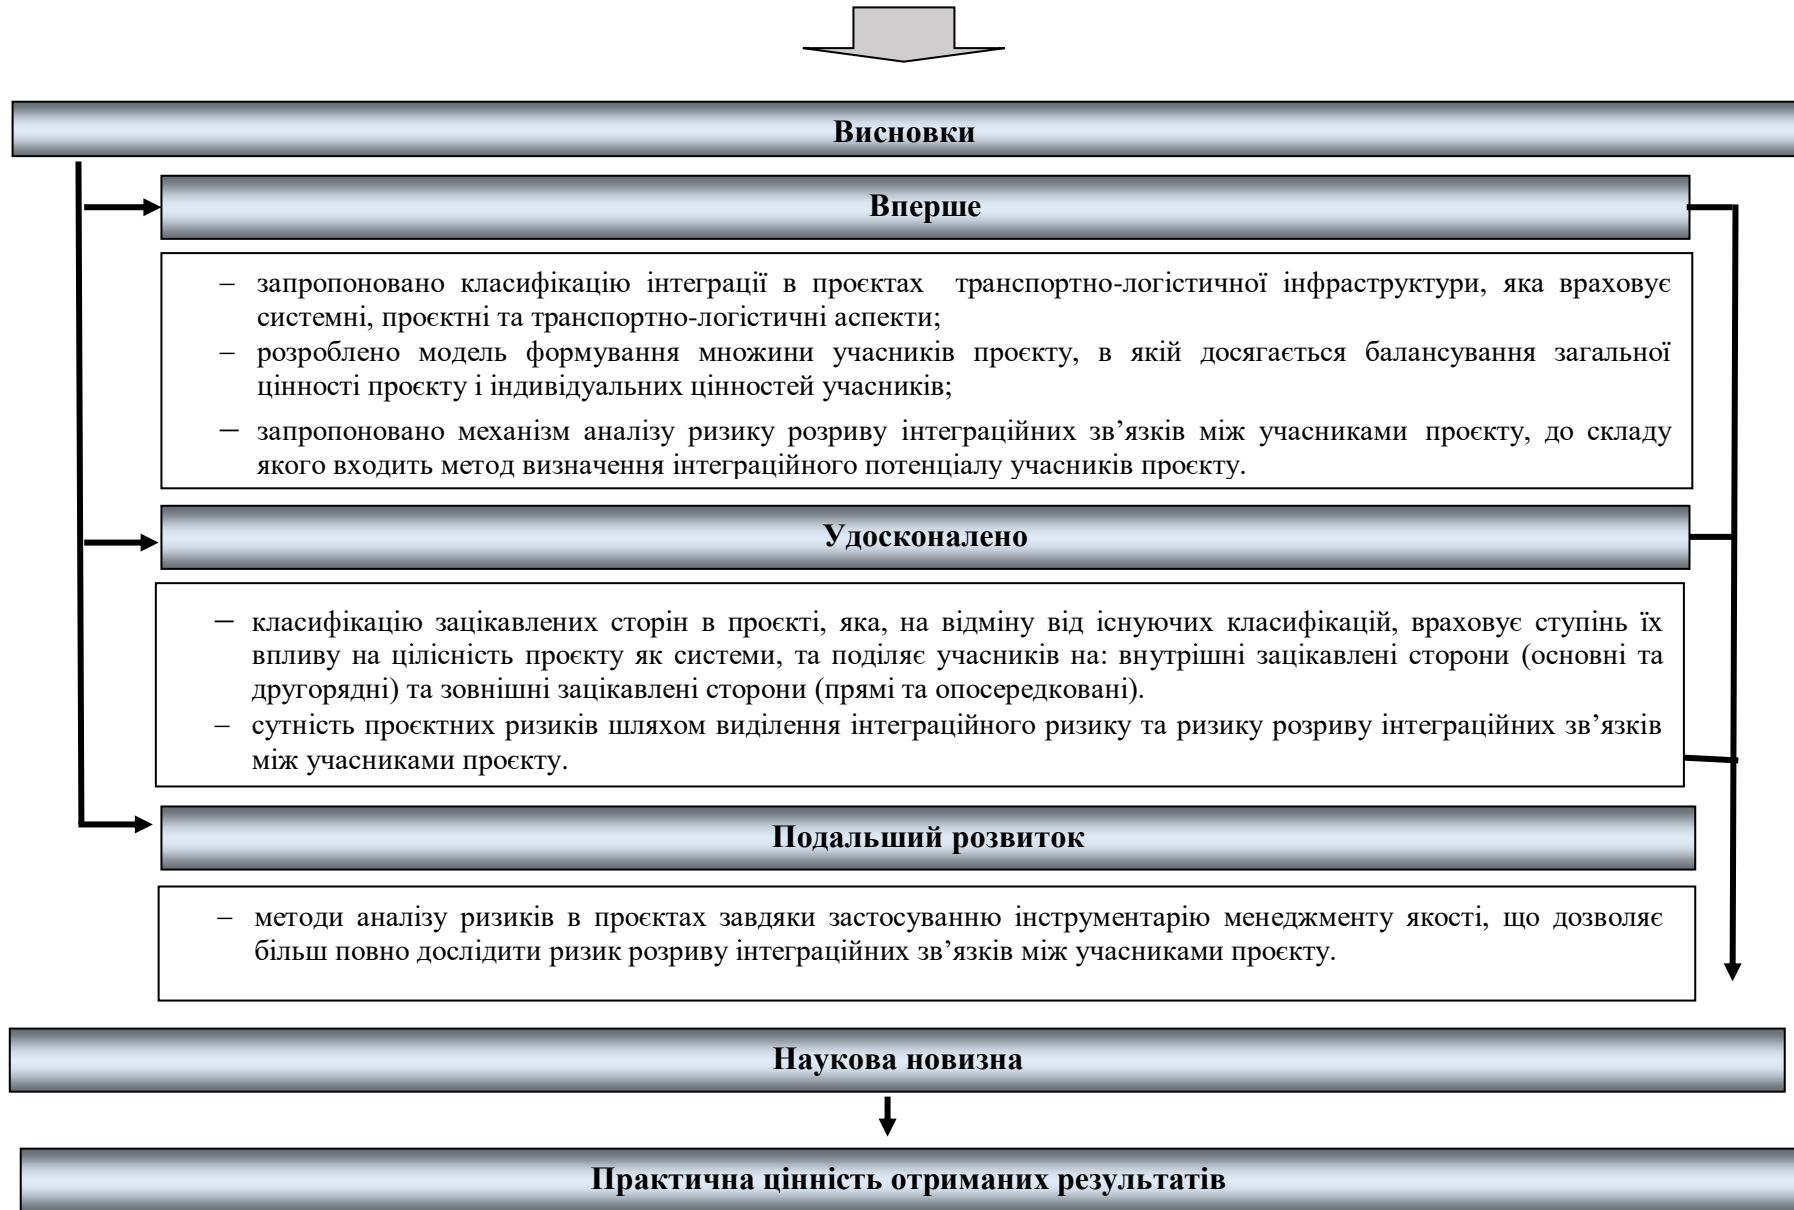 Висновки
Вперше
– запропоновано класифікацію інтеграції в проєктах транспортно-логістичної інфраструктури, яка враховує
системні, проєктні та транспортно-логістичні аспекти;
– розроблено модель формування множини учасників проєкту, в якій досягається балансування загальної
цінності проєкту і індивідуальних цінностей учасників;
– запропоновано механізм аналізу ризику розриву інтеграційних зв’язків між учасниками проєкту, до складу
якого входить метод визначення інтеграційного потенціалу учасників проєкту.
Удосконалено
– класифікацію зацікавлених сторін в проєкті, яка, на відміну від існуючих класифікацій, враховує ступінь їх
впливу на цілісність проєкту як системи, та поділяє учасників на: внутрішні зацікавлені сторони (основні та
другорядні) та зовнішні зацікавлені сторони (прямі та опосередковані).
– сутність проєктних ризиків шляхом виділення інтеграційного ризику та ризику розриву інтеграційних зв’язків
між учасниками проєкту.
Подальший розвиток
– методи аналізу ризиків в проєктах завдяки застосуванню інструментарію менеджменту якості, що дозволяє
більш повно дослідити ризик розриву інтеграційних зв’язків між учасниками проєкту.
Наукова новизна
Практична цінність отриманих результатів